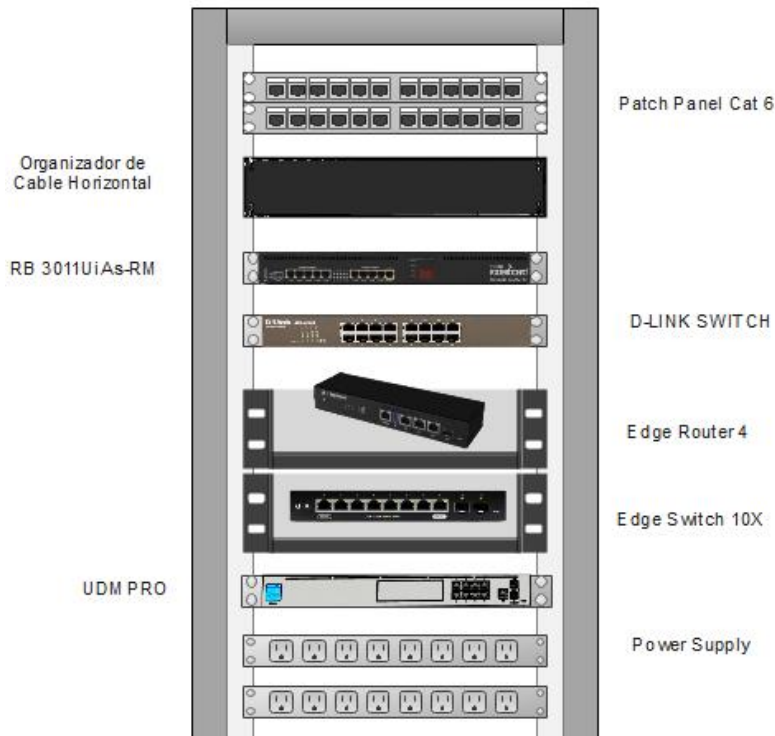 Patch Panel Cat 6
Organizador de
Cable Horizontal
RB 3011UiAs-RM
D-LINK SWITCH
Edge Router 4
Edge Switch 10X
UDM PRO
Power Supply